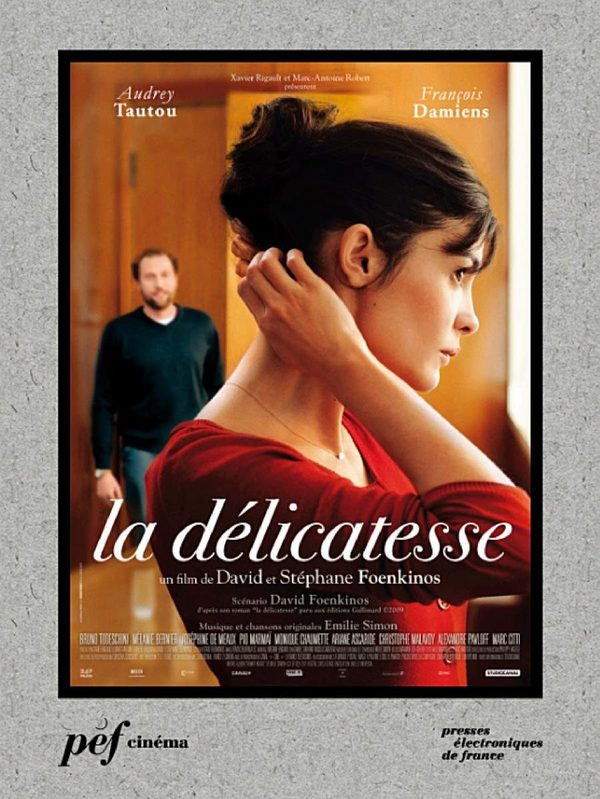 Xavier Rigault et Marc-Antoine Robert
présentent
Audrey
Tautou
François
Damiens
la délicatesse
un film de David et Stéphane Foenkinos
Scénario David Foenkinos
d'après son roman "la délicatesse" paru aux éditions Gallimard ©2009
Musique et chansons originales Emilie Simon
BRUNO TODESCHINI MÉLANIE BERNIER JOSÉPHINE DE MEAUX PIO MARMAÏ MONIQUE CHAUMETTE ARIANE ASCARIDE CHRISTOPHE MALAVOY ALEXANDRE PAVLOFF MARC CITTI
STUDIOCANAL
pef cinéma
presses
électroniques
de france